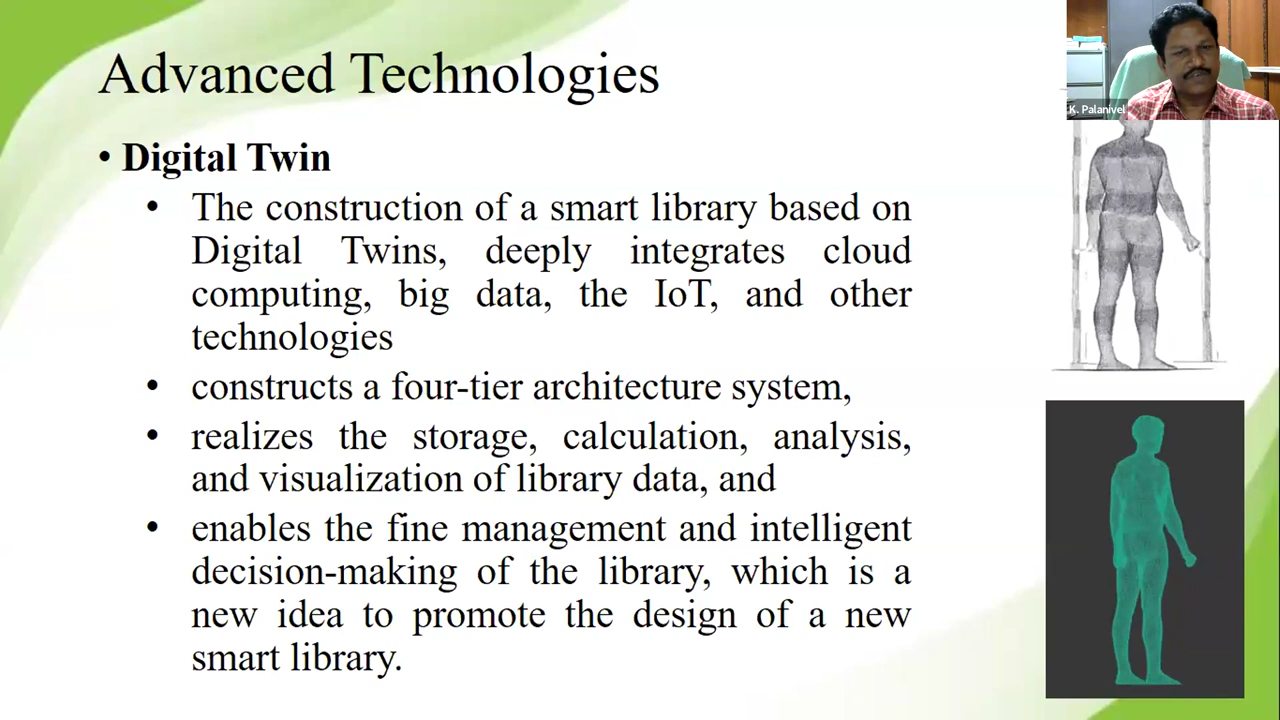 Advanced Technologies
K. Palanivel
• Digital Twin
• The construction of a smart library based on
Digital Twins, deeply integrates cloud
computing, big data, the IoT, and other
technologies
• constructs a four-tier architecture system,
• realizes the storage, calculation, analysis,
and visualization of library data, and
• enables the fine management and intelligent
decision-making of the library, which is a
new idea to promote the design of a new
smart library.